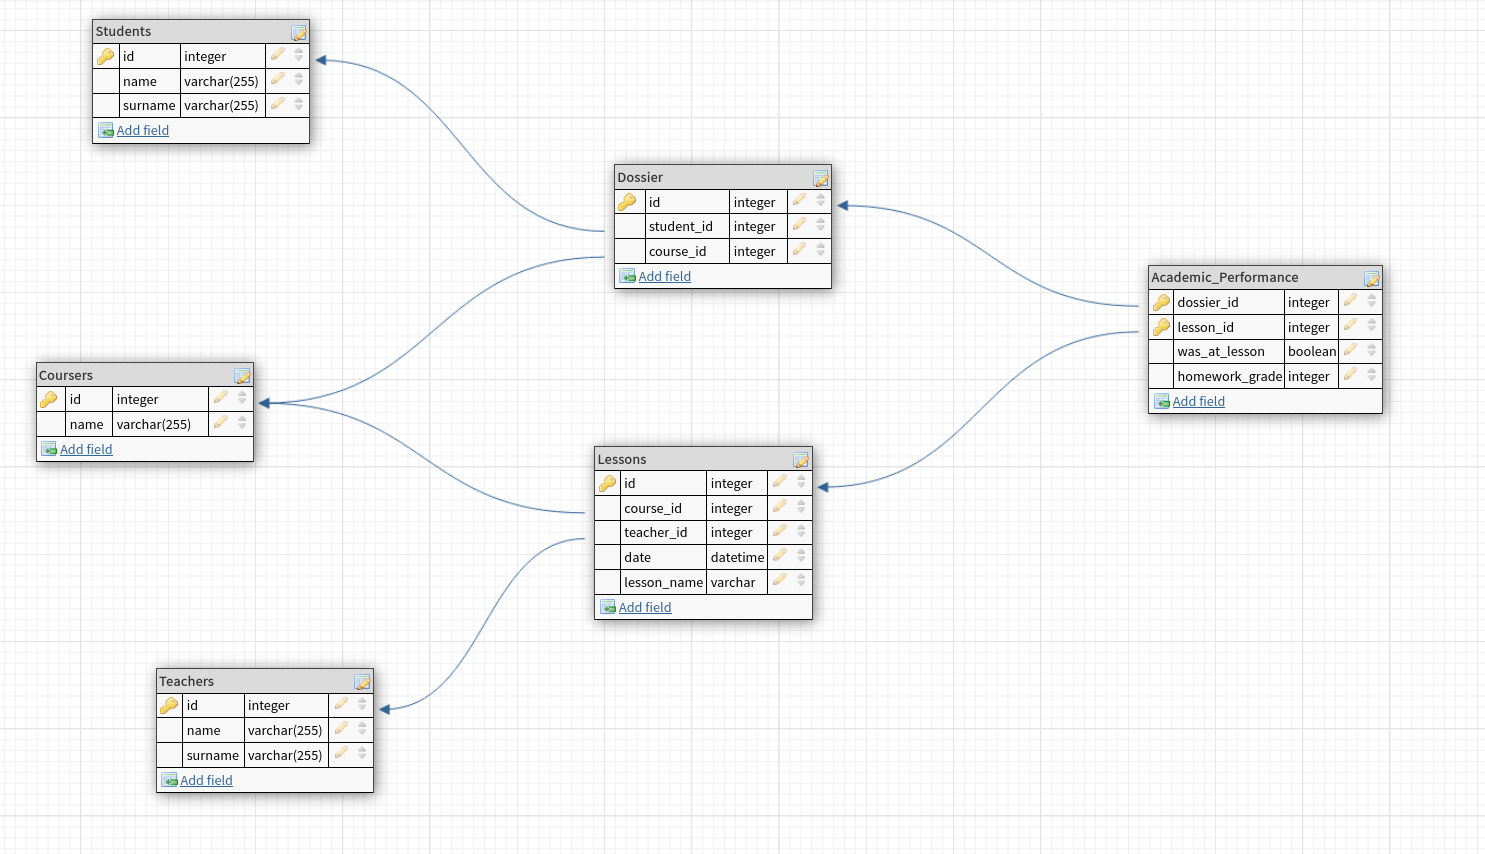 Students
id integer
name varchar(255)
surname varchar(255)
Add field
Dossier
id integer
student_id integer
course_id integer
Add field
Academic_Performance
dossier_id integer
lesson_id integer
was_at_lesson boolean
homework_grade integer
Add field
Coursers
id integer
name varchar(255)
Add field
Lessons
id integer
course_id integer
teacher_id integer
date datetime
lesson_name varchar
Add field
Teachers
id integer
name varchar(255)
surname varchar(255)
Add field